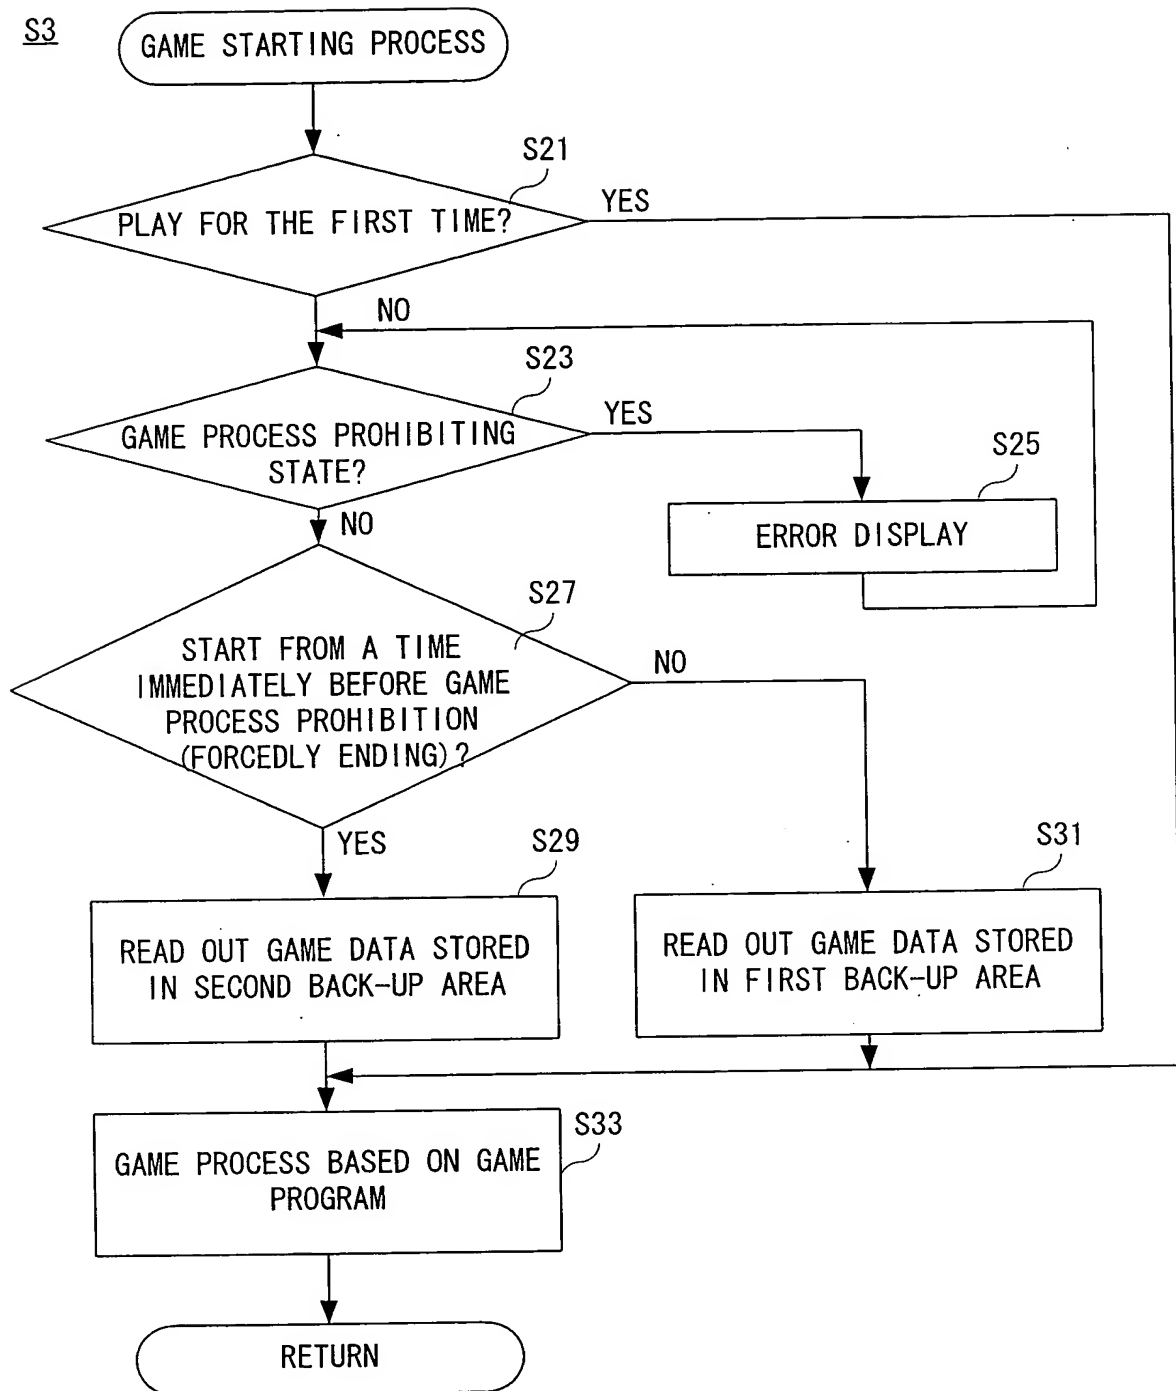 S3
GAME STARTING PROCESS
S21
PLAY FOR THE FIRST TIME?
YES
NO
S23
GAME PROCESS PROHIBITING
STATE?
YES
S25
ERROR DISPLAY
NO
S27
START FROM A TIME
IMMEDIATELY BEFORE GAME
PROCESS PROHIBITION
(FORCEDLY ENDING)?
NO
YES
S29
READ OUT GAME DATA STORED
IN SECOND BACK-UP AREA
S31
READ OUT GAME DATA STORED
IN FIRST BACK-UP AREA
S33
GAME PROCESS BASED ON GAME
PROGRAM
RETURN